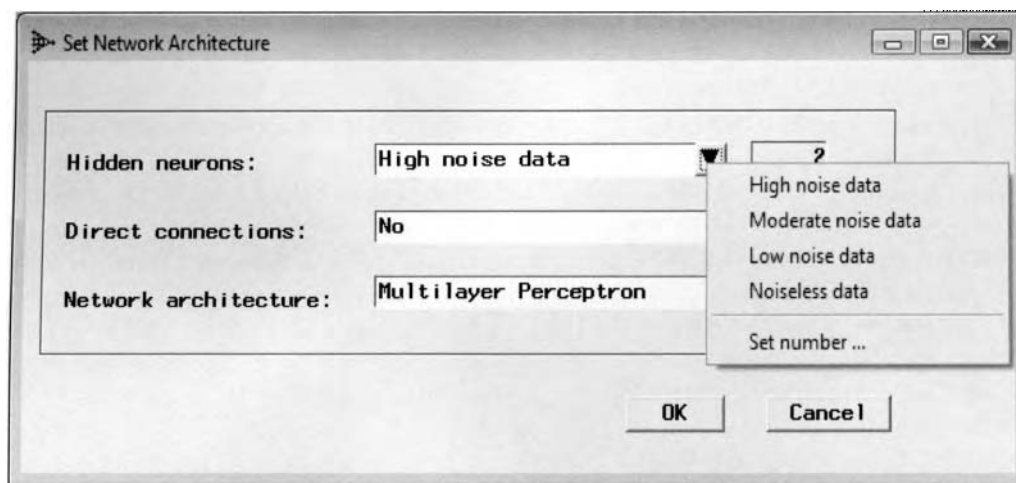 Set Network Architecture
Hidden neurons: High noise data 2
Direct connections: No
Network architecture: Multilayer Perceptron
High noise data
Moderate noise data
Low noise data
Noiseless data
Set number ...
OK Cancel